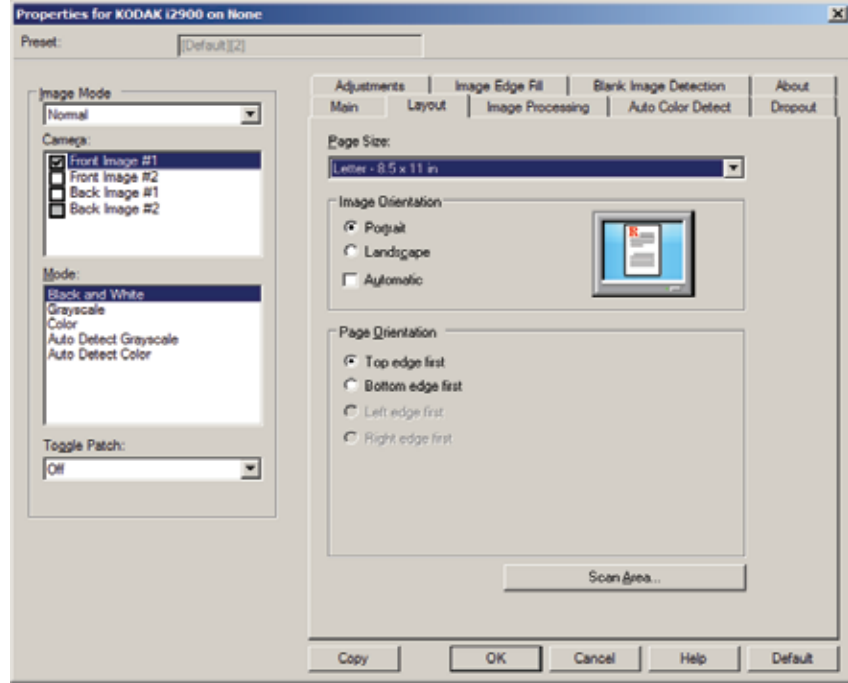 Properties for KODAK i2900 on None
Preset:
[Default][2]
Image Mode
Normal
Camera:
Front Image #1
Front Image #2
Back Image #1
Back Image #2
Mode:
Black and White
Grayscale
Color
Auto Detect Grayscale
Auto Detect Color
Toggle Patch:
Off
Adjustments
Image Edge Fill
Blank Image Detection
About
Main
Layout
Image Processing
Auto Color Detect
Dropout
Page Size:
Letter - 8.5 x 11 in
Image Orientation
Portrait
Landscape
Automatic
R
Page Orientation
Top edge first
Bottom edge first
Left edge first
Right edge first
Scan Area...
Copy
OK
Cancel
Help
Default